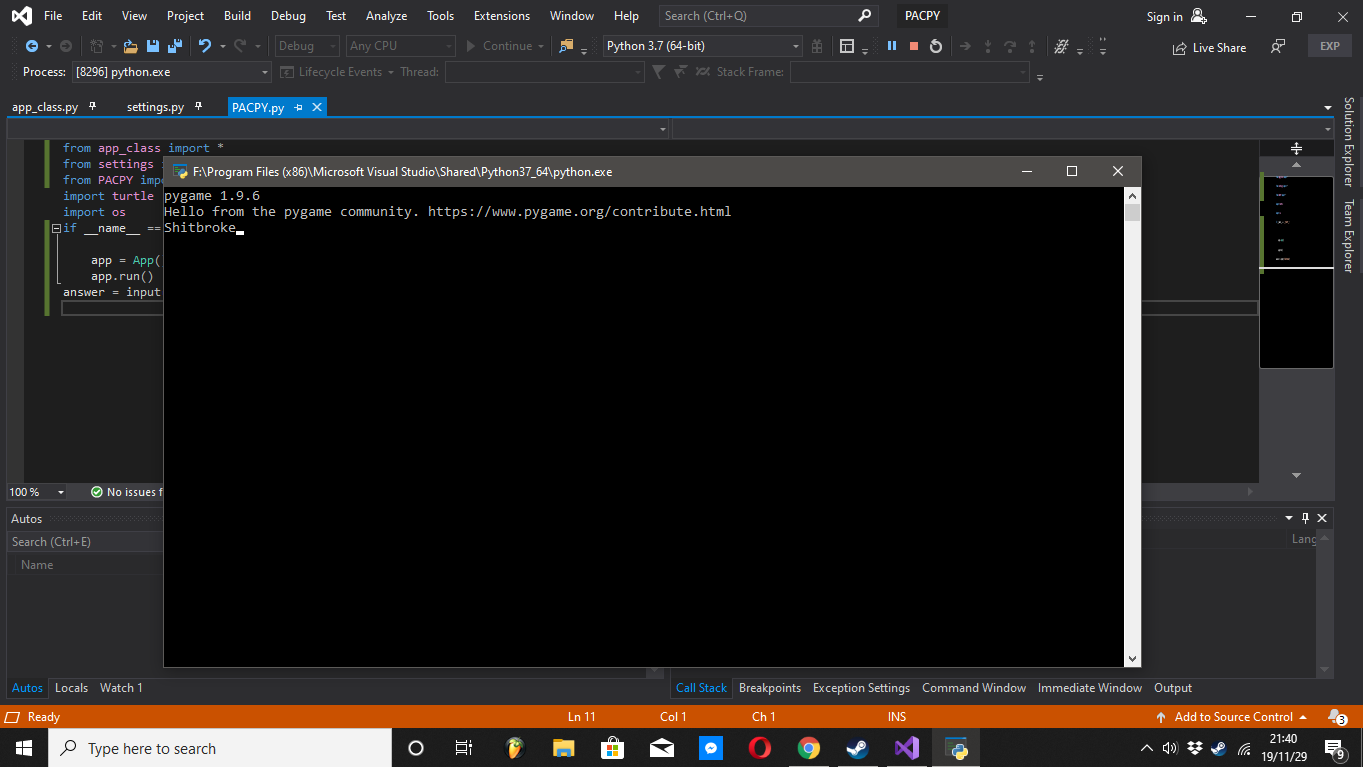 File Edit View Project Build Debug Test Analyze Tools Extensions Window Help Search (Ctrl+Q) PACPY Sign in
Debug Any CPU Continue Python 3.7 (64-bit) Live Share EXP
Process: [8296] python.exe Lifecycle Events Thread: Stack Frame:
app_class.py settings.py PACPY.py
from app_class import *
from settings
from PACPY impo
import turtle
import os
if __name__ ==
app = App(
app.run()
answer = input
F:\Program Files (x86)\Microsoft Visual Studio\Shared\Python37_64\python.exe
pygame 1.9.6
Hello from the pygame community. https://www.pygame.org/contribute.html
Shitbroke
Solution Explorer
Team Explorer
100 % No issues f
Autos
Search (Ctrl+E)
Name
Lang
Autos Locals Watch 1
Call Stack Breakpoints Exception Settings Command Window Immediate Window Output
Ready Ln 11 Col 1 Ch 1 INS Add to Source Control 3
Type here to search
21:40
19/11/29
9